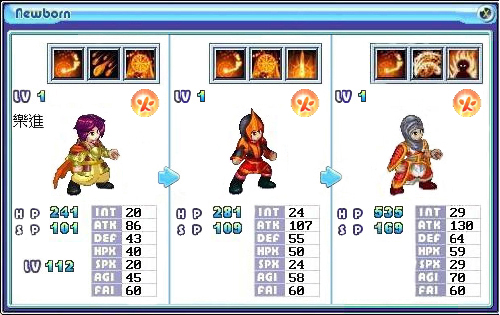 Newborn
LV 1
火
樂進
HP 241
SP 101
LV 112
INT 20
ATK 86
DEF 43
HPX 40
SPX 20
AGI 45
FAI 60
LV 1
火
HP 281
SP 109
INT 24
ATK 107
DEF 55
HPX 50
SPX 24
AGI 58
FAI 60
LV 1
火
HP 535
SP 169
INT 29
ATK 130
DEF 64
HPX 59
SPX 29
AGI 70
FAI 60